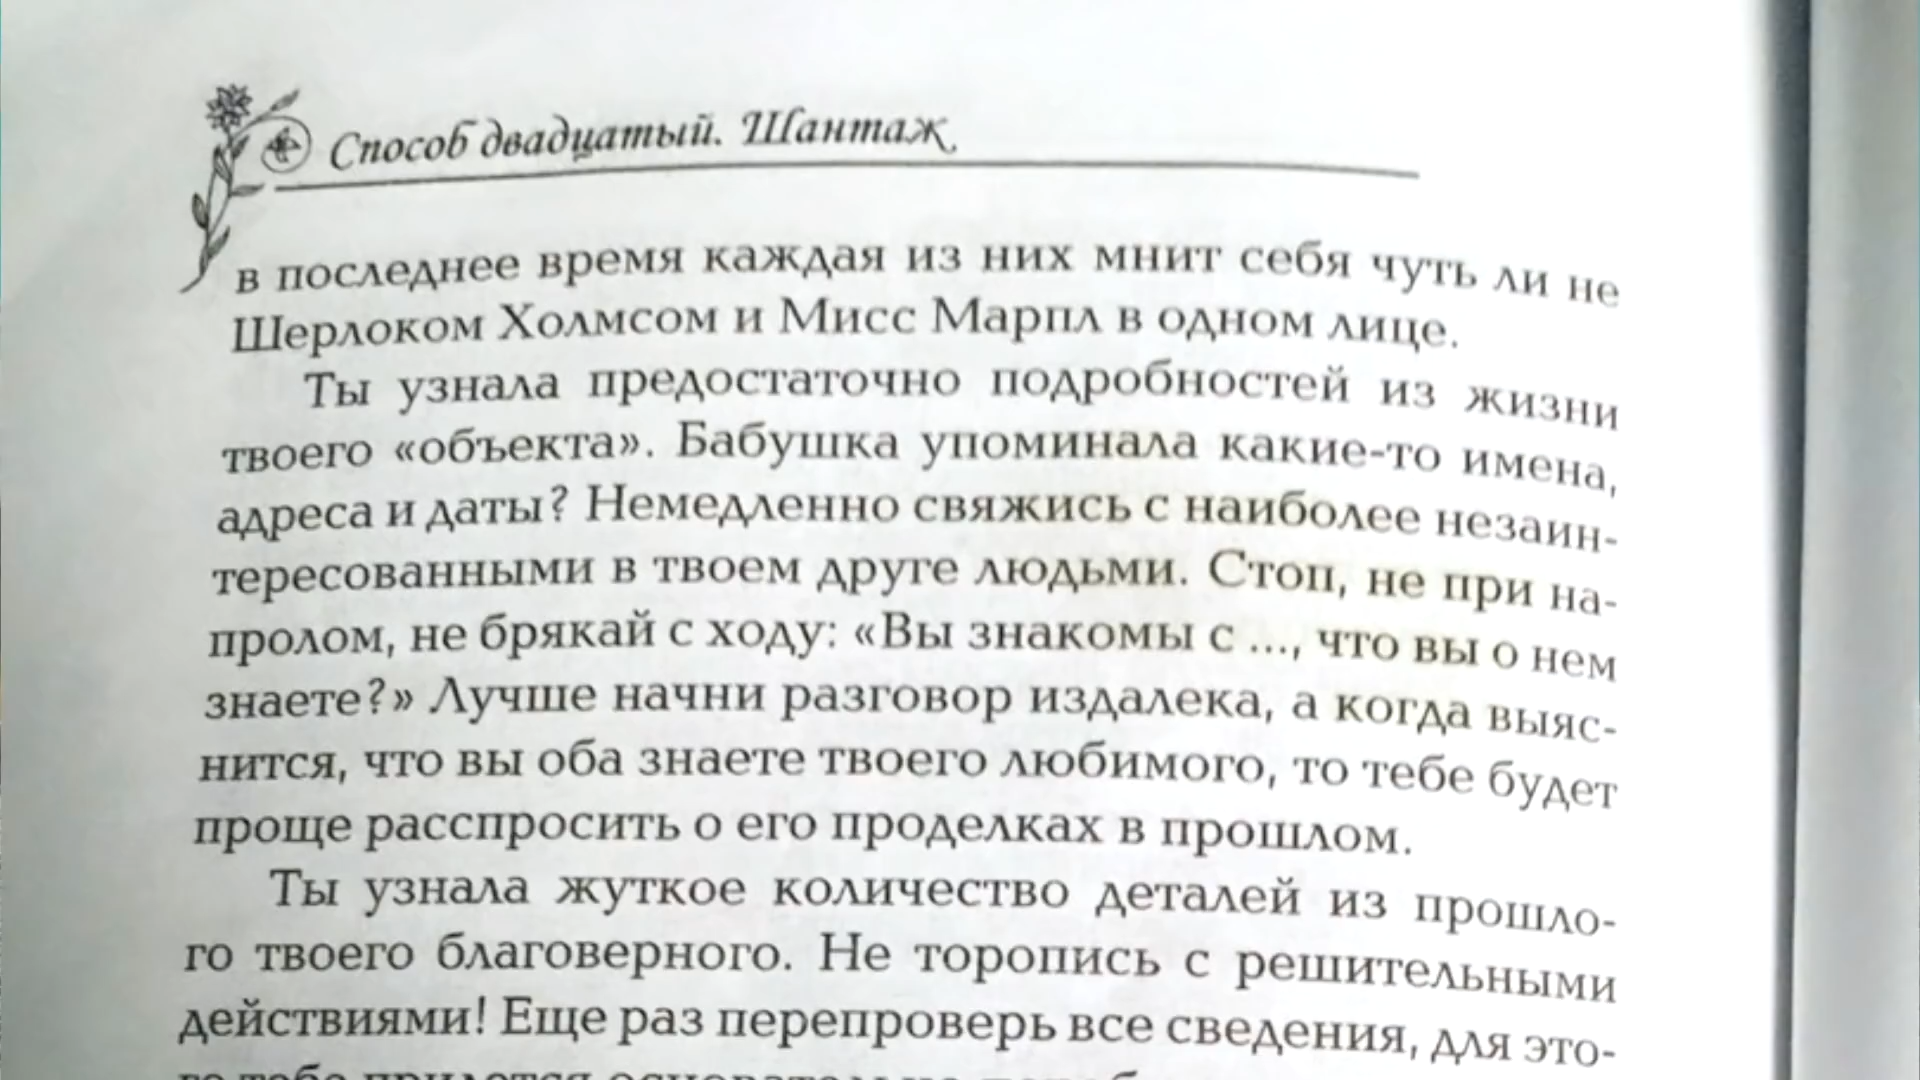 Способ двадцатый. Шантаж
в последнее время каждая из них мнит себя чуть ли не
Шерлоком Холмсом и Мисс Марпл в одном лице.
Ты узнала предостаточно подробностей из жизни
твоего «объекта». Бабушка упоминала какие-то имена,
адреса и даты? Немедленно свяжись с наиболее незаин-
тересованными в твоем друге людьми. Стоп, не при на-
пролом, не брякай с ходу: «Вы знакомы с ..., что вы о нем
знаете?» Лучше начни разговор издалека, а когда выяс-
нится, что вы оба знаете твоего любимого, то тебе будет
проще расспросить о его проделках в прошлом.
Ты узнала жуткое количество деталей из прошло-
го твоего благоверного. Не торопись с решительными
действиями! Еще раз перепроверь все сведения, для это-